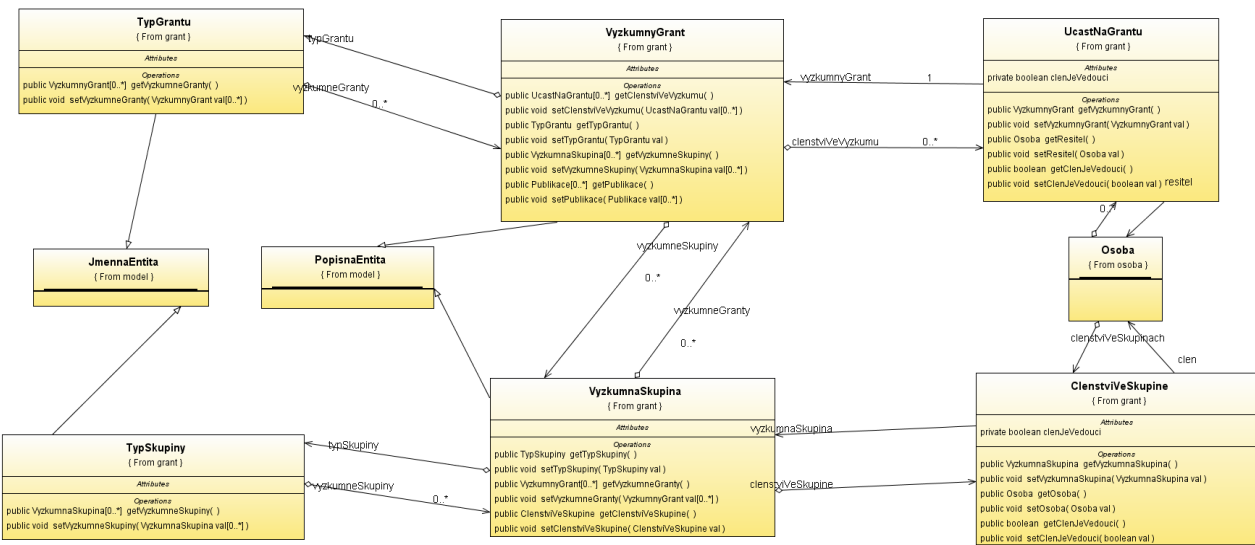 TypGrantu
{ From grant }
Attributes
Operations
public VyzkumnyGrant[0..*] getVyzkumneGranty( )
public void setVyzkumneGranty( VyzkumnyGrant val[0..*] )
typGrantu
vyzkumneGranty
0..*
VyzkumnyGrant
{ From grant }
Attributes
Operations
public UcastNaGrantu[0..*] getClenstviVeVyzkumu( )
public void setClenstviVeVyzkumu( UcastNaGrantu val[0..*] )
public TypGrantu getTypGrantu( )
public void setTypGrantu( TypGrantu val )
public VyzkumnaSkupina[0..*] getVyzkumneSkupiny( )
public void setVyzkumneSkupiny( VyzkumnaSkupina val[0..*] )
public Publikace[0..*] getPublikace( )
public void setPublikace( Publikace val[0..*] )
vyzkumnyGrant
1
clenstviVeVyzkumu
0..*
UcastNaGrantu
{ From grant }
Attributes
private boolean clenJeVedouci
Operations
public VyzkumnyGrant getVyzkumnyGrant( )
public void setVyzkumnyGrant( VyzkumnyGrant val )
public Osoba getResitel( )
public void setResitel( Osoba val )
public boolean getClenJeVedouci( )
public void setClenJeVedouci( boolean val )
resitel
0..*
JmennaEntita
{ From model }
PopisnaEntita
{ From model }
vyzkumneSkupiny
0..*
vyzkumneGranty
0..*
Osoba
{ From osoba }
clenstviVeSkupinach
clen
TypSkupiny
{ From grant }
Attributes
Operations
public VyzkumnaSkupina[0..*] getVyzkumneSkupiny( )
public void setVyzkumneSkupiny( VyzkumnaSkupina val[0..*] )
typSkupiny
vyzkumneSkupiny
0..*
VyzkumnaSkupina
{ From grant }
Attributes
Operations
public TypSkupiny getTypSkupiny( )
public void setTypSkupiny( TypSkupiny val )
public VyzkumnyGrant[0..*] getVyzkumneGranty( )
public void setVyzkumneGranty( VyzkumnyGrant val[0..*] )
public ClenstviVeSkupine getClenstviVeSkupine( )
public void setClenstviVeSkupine( ClenstviVeSkupine val )
vyzkumnaSkupina
clenstviVeSkupine
ClenstviVeSkupine
{ From grant }
Attributes
private boolean clenJeVedouci
Operations
public VyzkumnaSkupina getVyzkumnaSkupina( )
public void setVyzkumnaSkupina( VyzkumnaSkupina val )
public Osoba getOsoba( )
public void setOsoba( Osoba val )
public boolean getClenJeVedouci( )
public void setClenJeVedouci( boolean val )